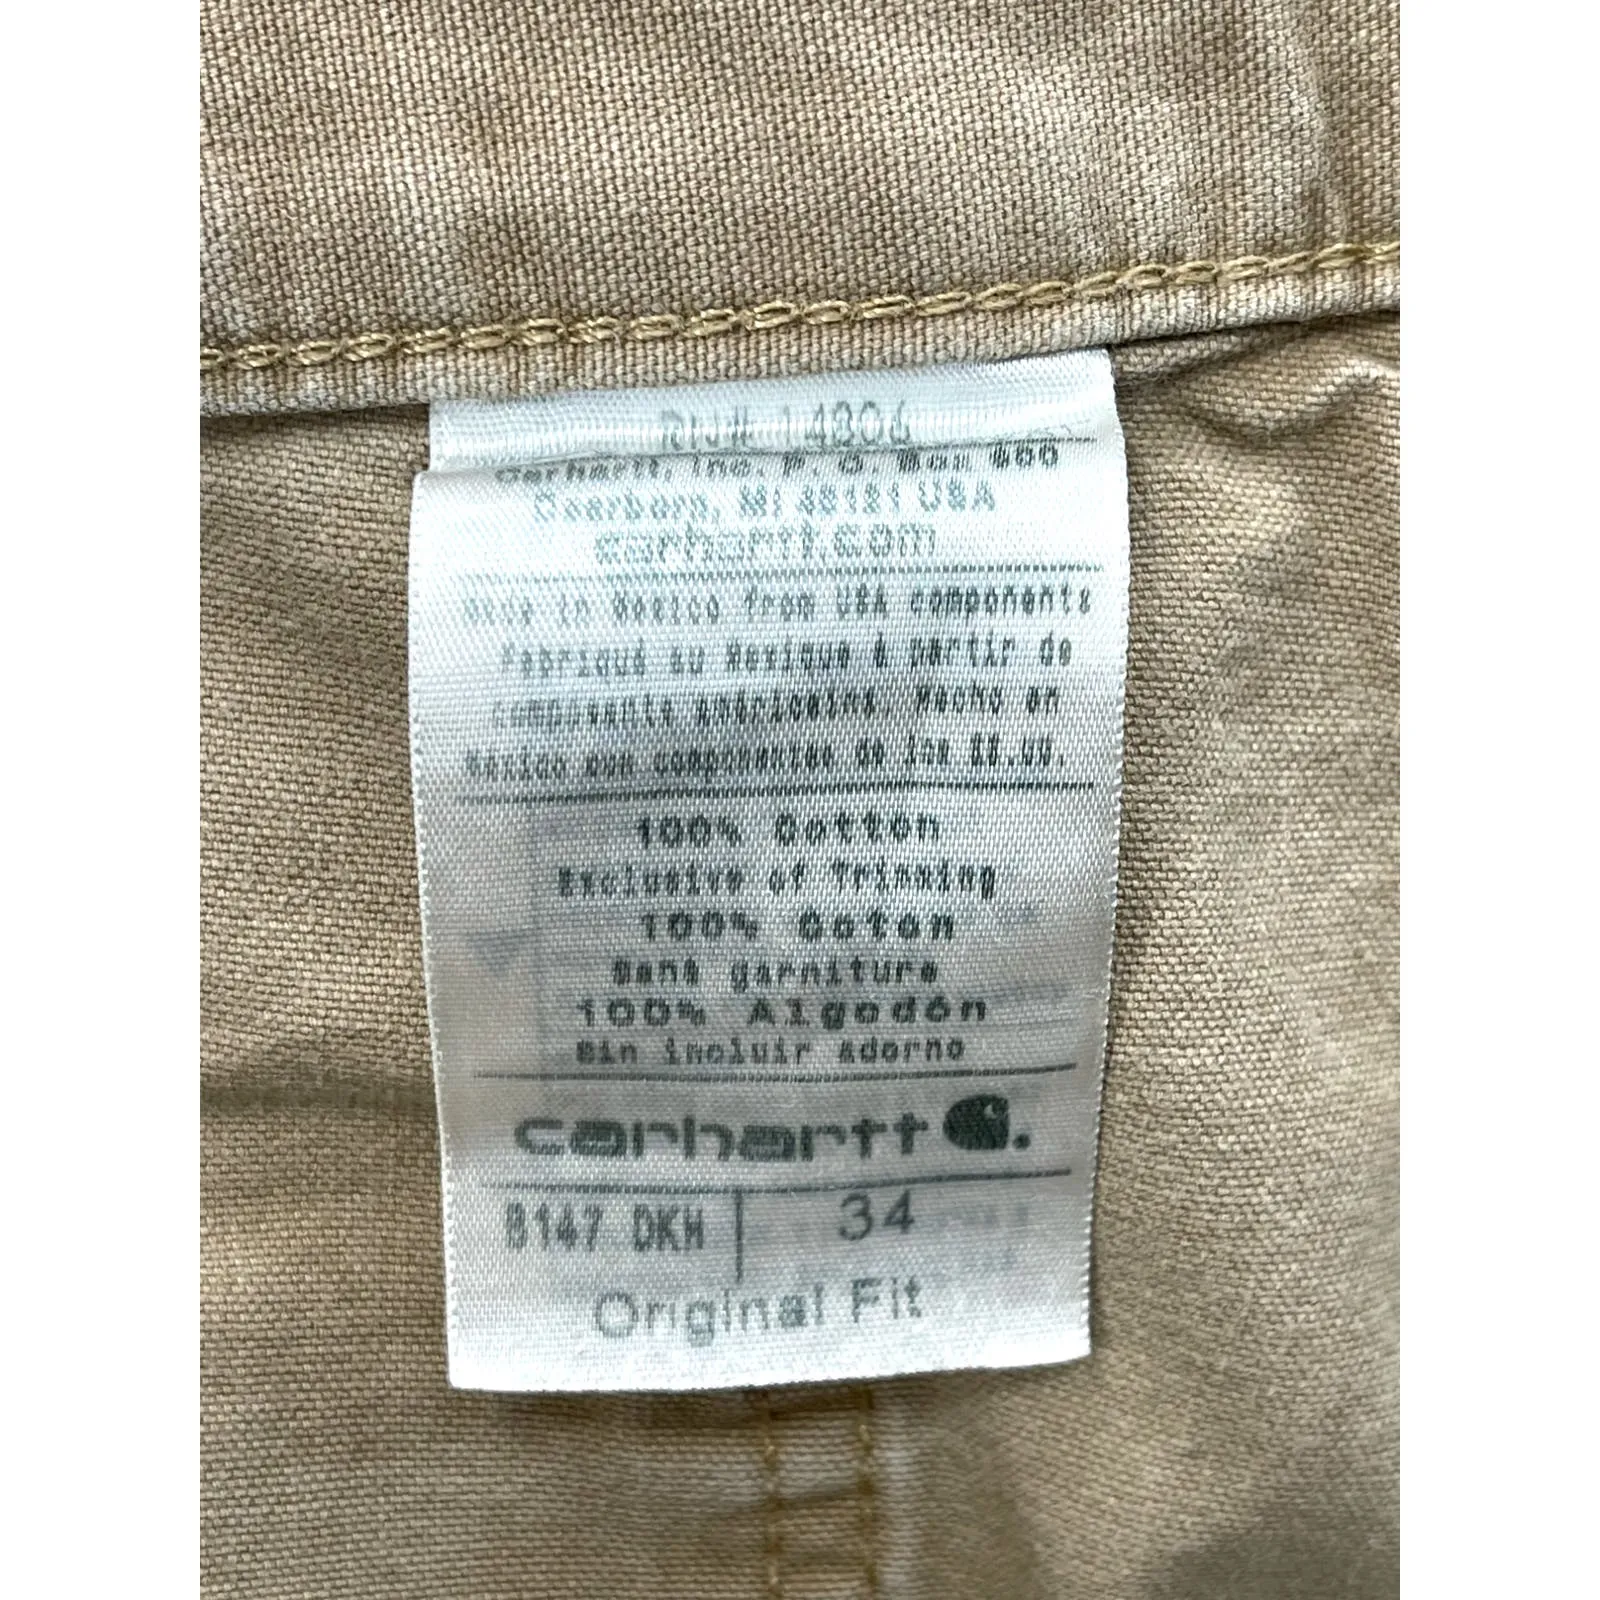 RN# 14806
Carhartt, Inc. P. O. Box 600
Dearborn, MI 48121 USA
carhartt.com
Made in Mexico from USA components
Fabriqué au Mexique à partir de
composants américains. Hecho en
México con componentes de los EE.UU.
100% Cotton
Exclusive of Trimming
100% Coton
Sans garniture
100% Algodón
Sin incluir Adorno
carhartt
B147 DKH | 34
Original Fit